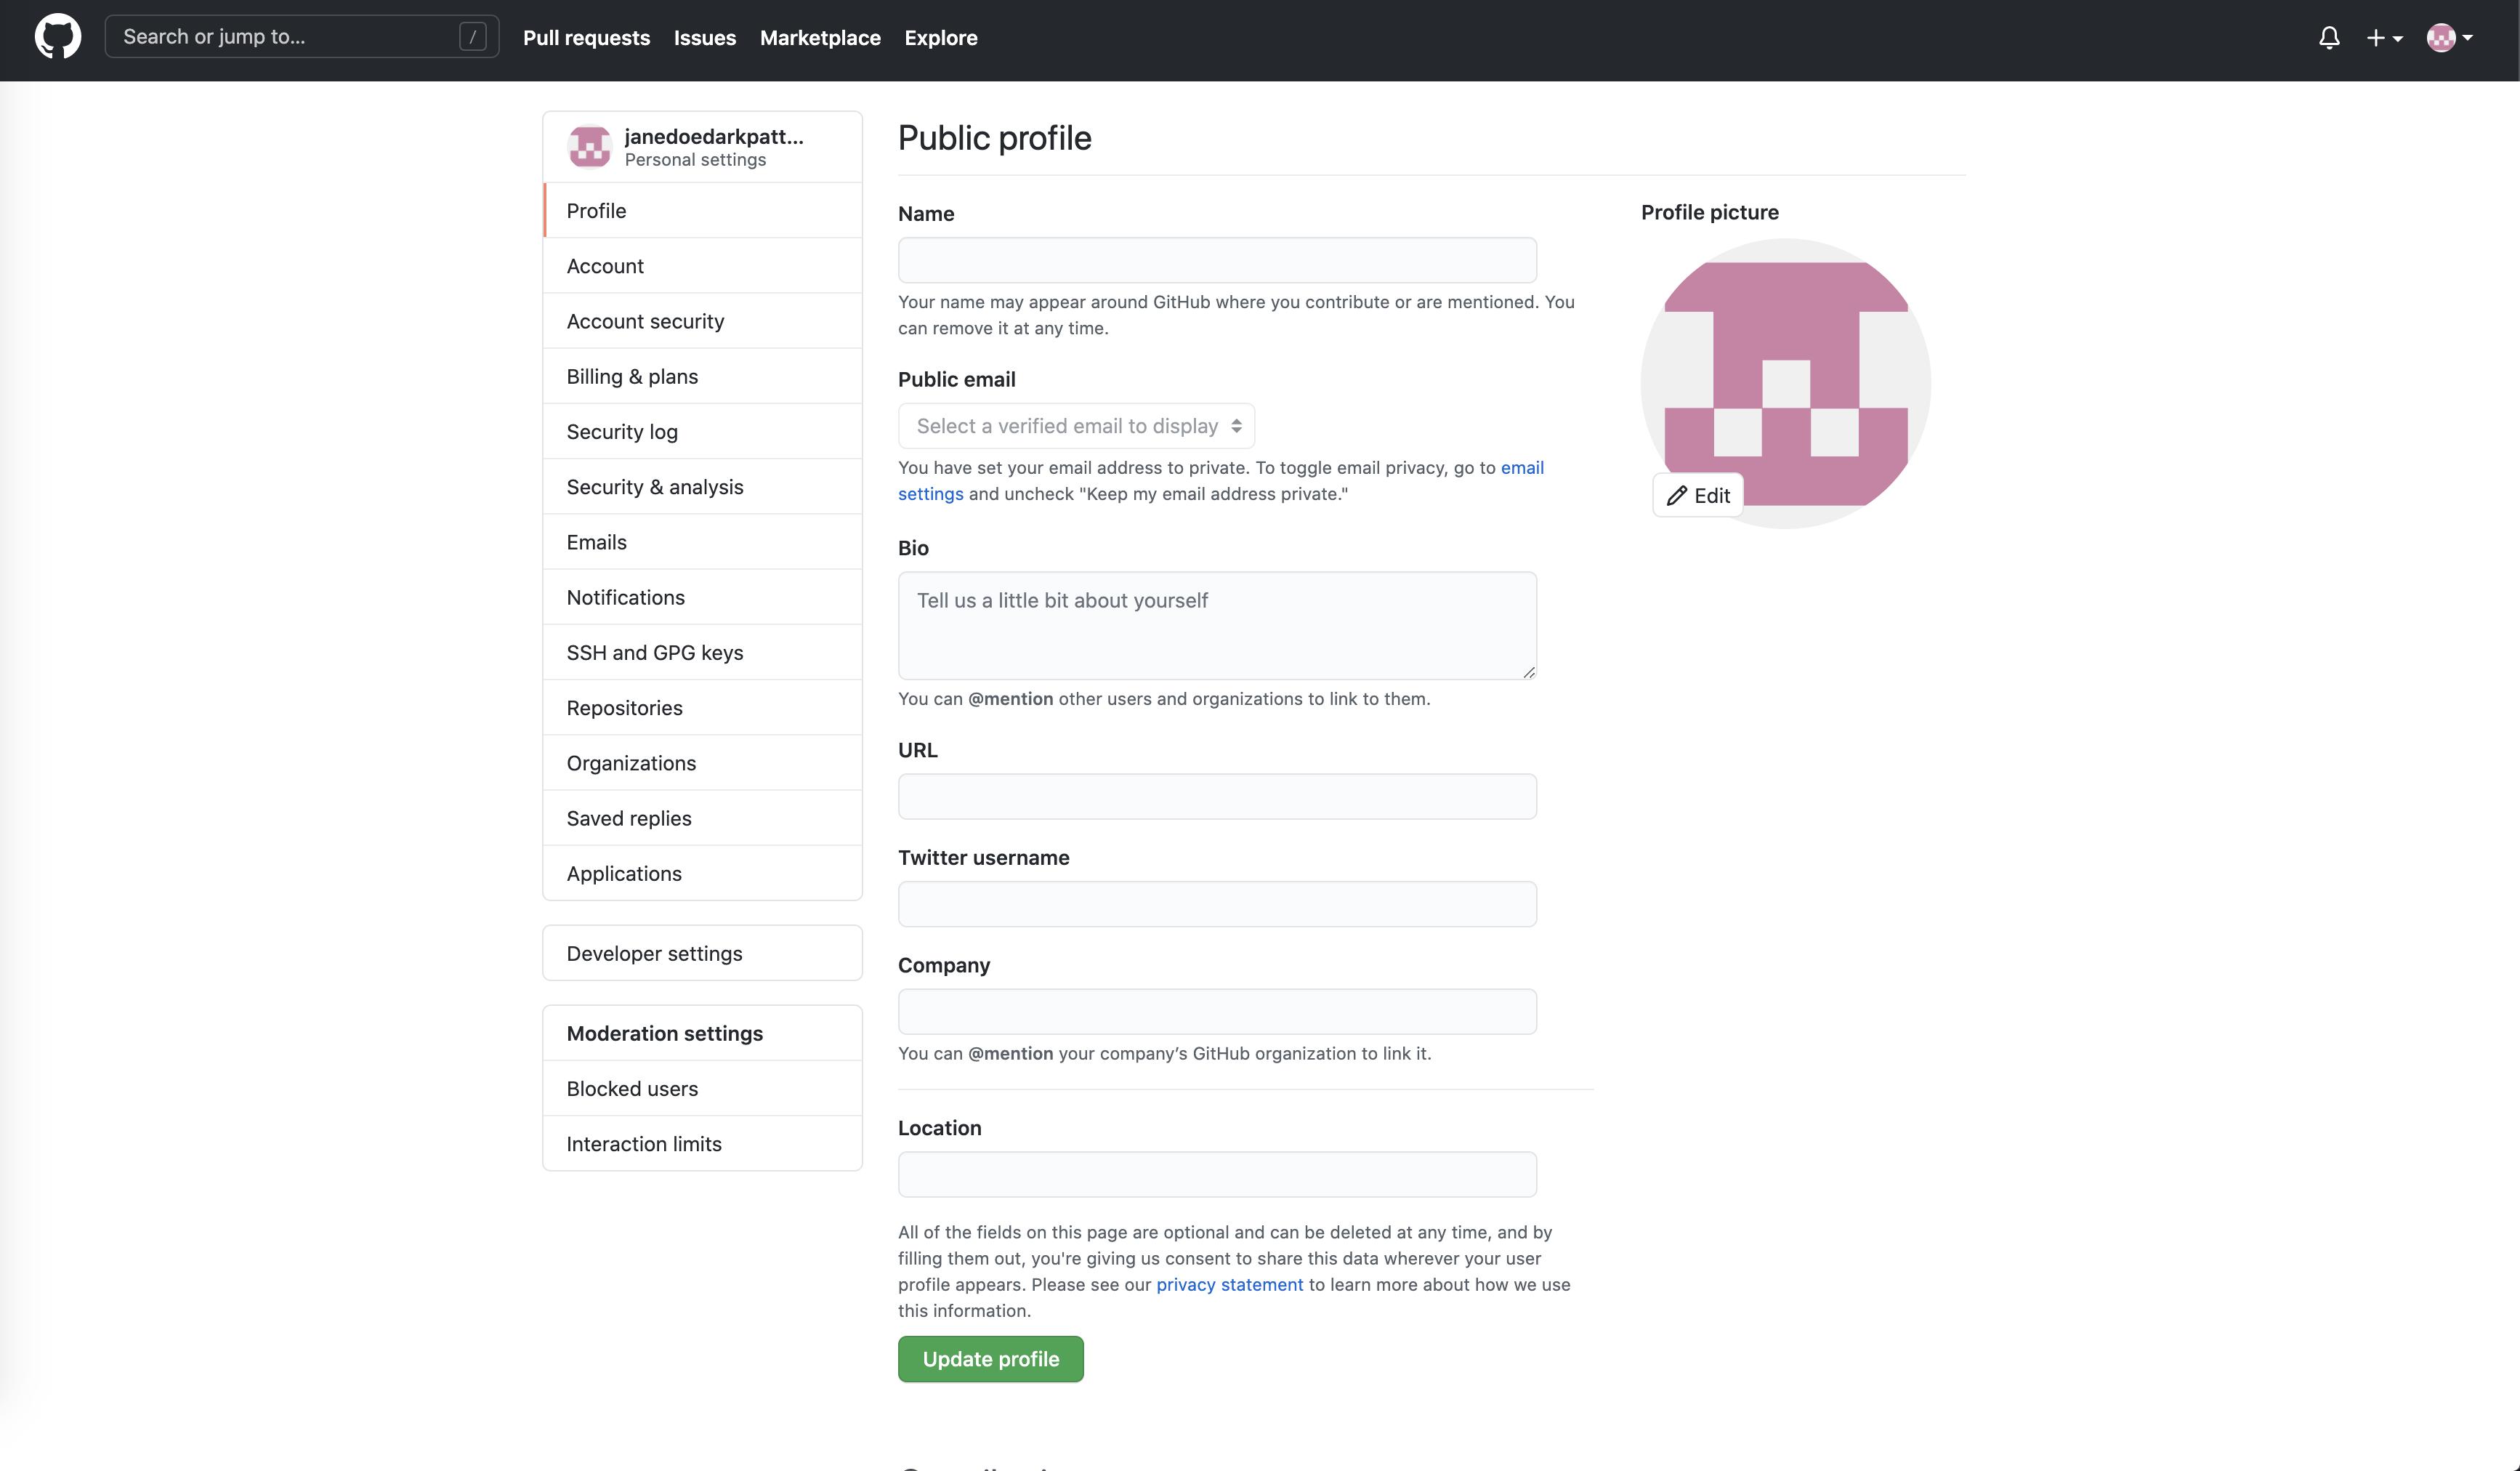 Search or jump to... /
Pull requests
Issues
Marketplace
Explore
janedoedarkpatt...
Personal settings
Profile
Account
Account security
Billing & plans
Security log
Security & analysis
Emails
Notifications
SSH and GPG keys
Repositories
Organizations
Saved replies
Applications
Developer settings
Moderation settings
Blocked users
Interaction limits
Public profile
Name
Your name may appear around GitHub where you contribute or are mentioned. You
can remove it at any time.
Public email
Select a verified email to display
You have set your email address to private. To toggle email privacy, go to email
settings and uncheck "Keep my email address private."
Bio
Tell us a little bit about yourself
You can @mention other users and organizations to link to them.
URL
Twitter username
Company
You can @mention your company’s GitHub organization to link it.
Location
All of the fields on this page are optional and can be deleted at any time, and by
filling them out, you're giving us consent to share this data wherever your user
profile appears. Please see our privacy statement to learn more about how we use
this information.
Update profile
Profile picture
Edit